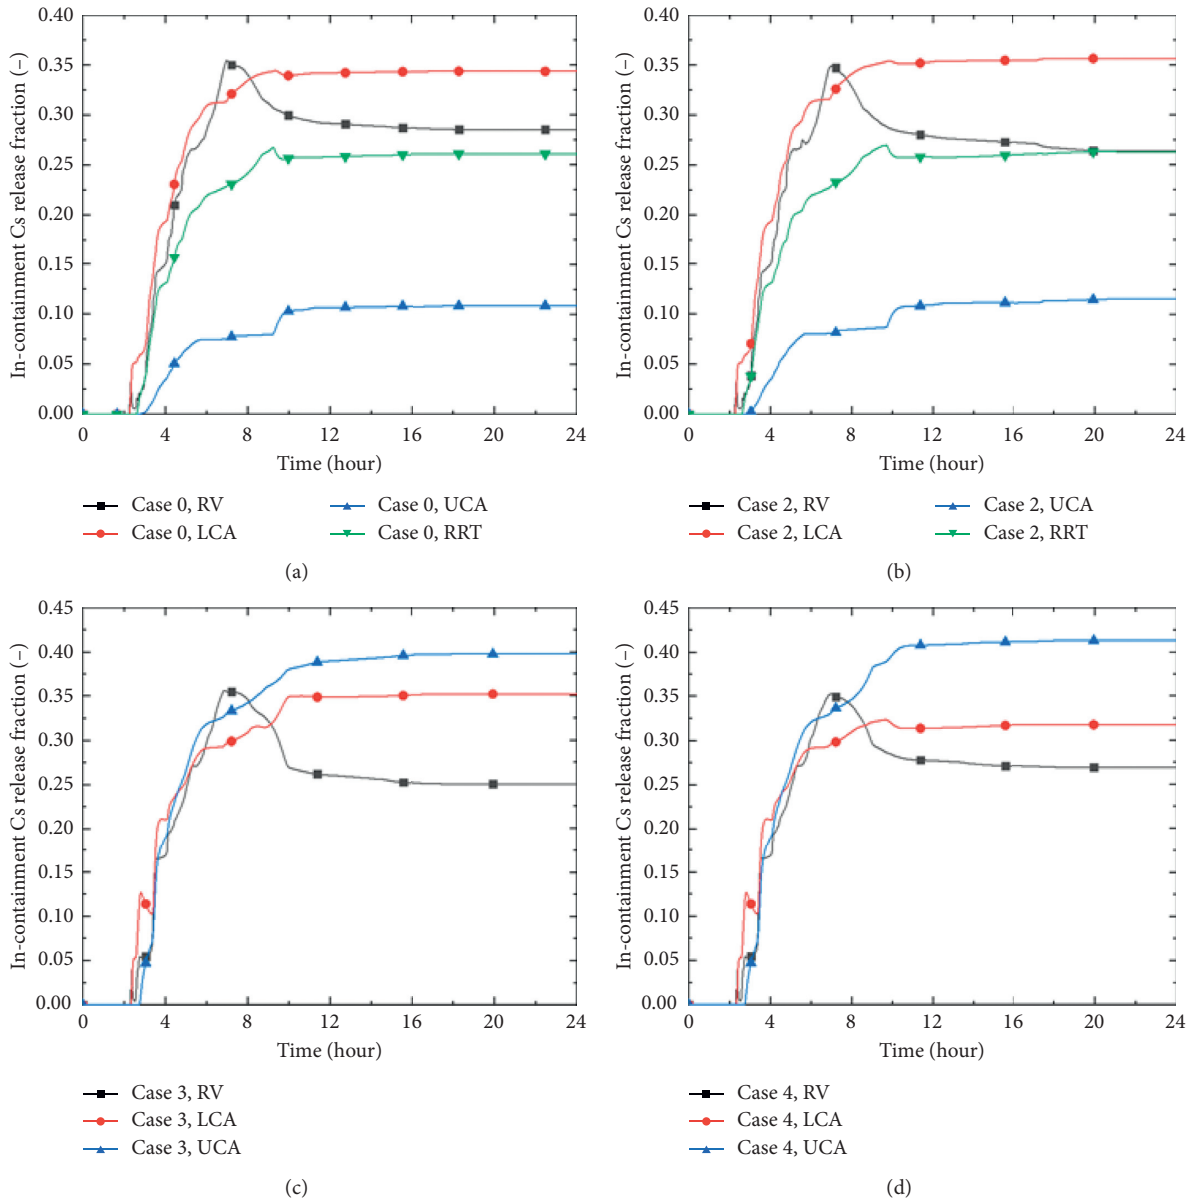 In-containment Cs release fraction (−)
0.40
0.35
0.30
0.25
0.20
0.15
0.10
0.05
0.00
0 4 8 12 16 20 24
Time (hour)
Case 0, RV
Case 0, LCA
Case 0, UCA
Case 0, RRT
(a)
In-containment Cs release fraction (−)
0.40
0.35
0.30
0.25
0.20
0.15
0.10
0.05
0.00
0 4 8 12 16 20 24
Time (hour)
Case 2, RV
Case 2, LCA
Case 2, UCA
Case 2, RRT
(b)
In-containment Cs release fraction (−)
0.45
0.40
0.35
0.30
0.25
0.20
0.15
0.10
0.05
0.00
0 4 8 12 16 20 24
Time (hour)
Case 3, RV
Case 3, LCA
Case 3, UCA
(c)
In-containment Cs release fraction (−)
0.45
0.40
0.35
0.30
0.25
0.20
0.15
0.10
0.05
0.00
0 4 8 12 16 20 24
Time (hour)
Case 4, RV
Case 4, LCA
Case 4, UCA
(d)